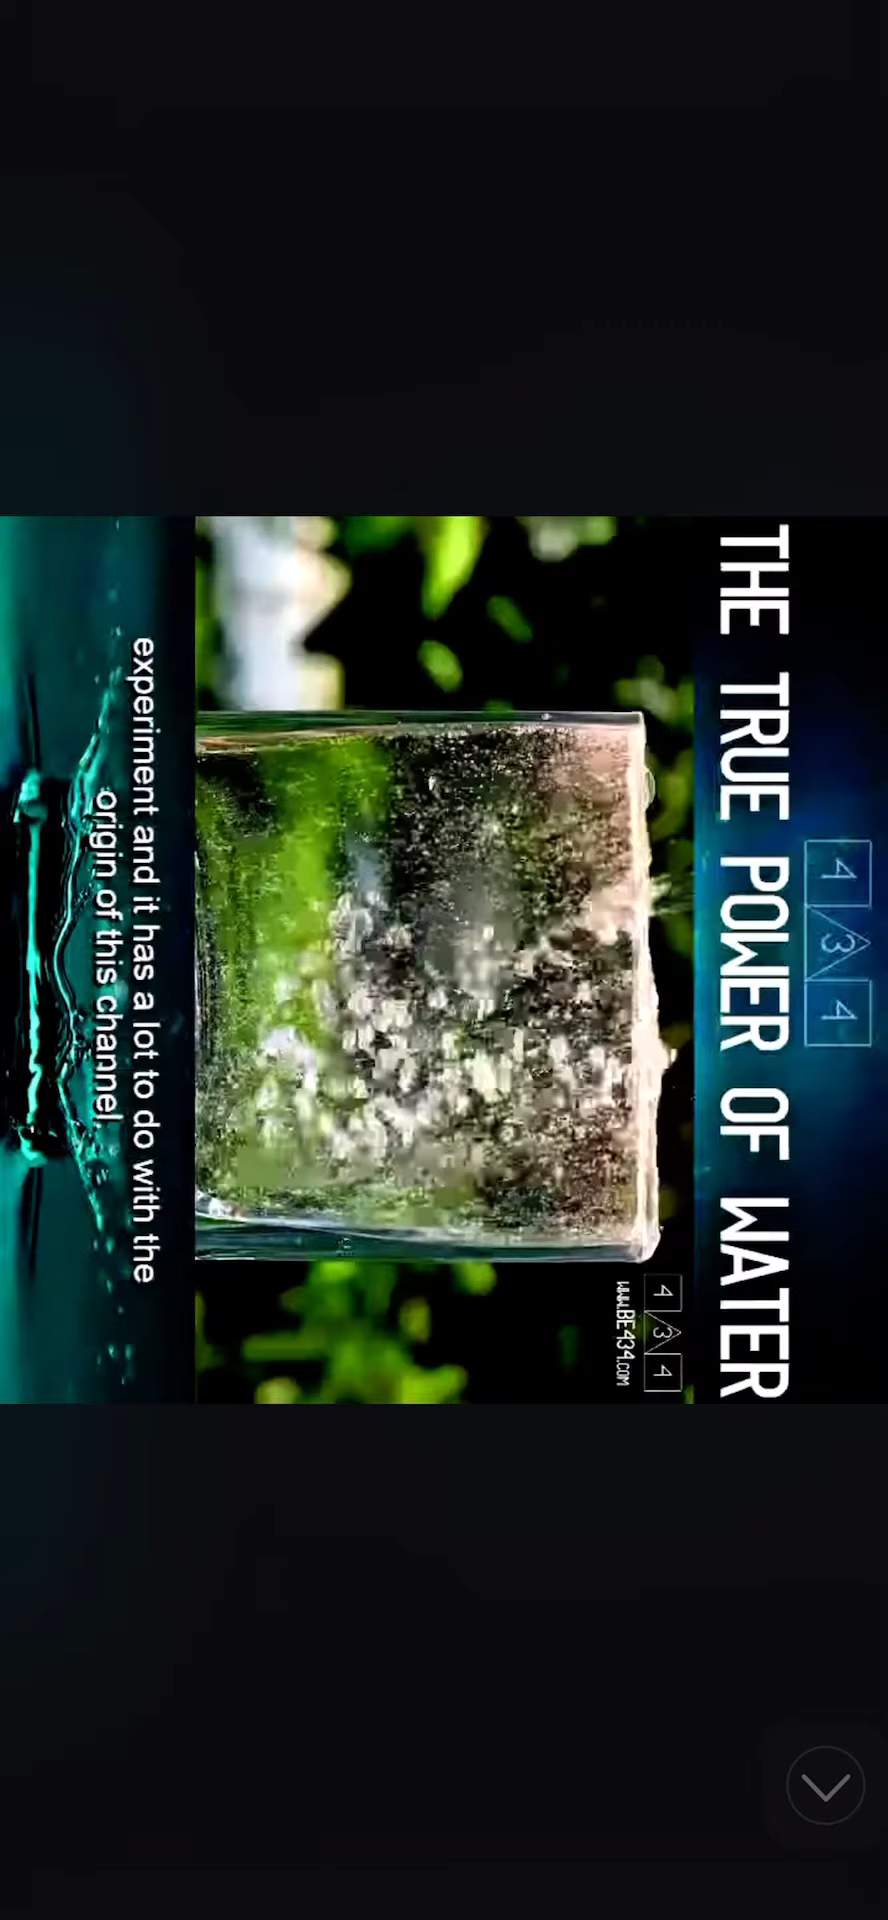 4 3 4
THE TRUE POWER OF WATER
4 3 4
www.BE434.com
experiment and it has a lot to do with the
origin of this channel.